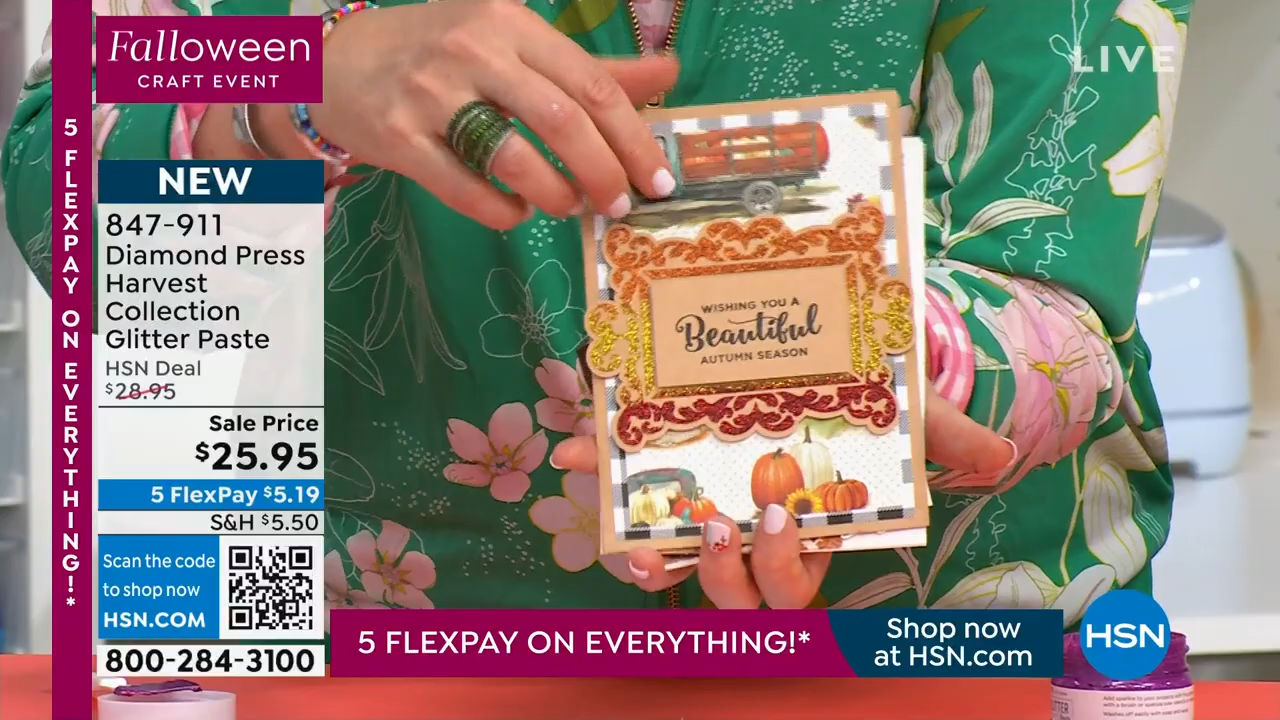 Falloween
CRAFT EVENT
5 FLEXPAY ON EVERYTHING!*
NEW
847-911
Diamond Press
Harvest
Collection
Glitter Paste
HSN Deal
$28.95
Sale Price
$25.95
5 FlexPay $5.19
S&H $5.50
Scan the code
to shop now
HSN.COM
800-284-3100
LIVE
WISHING YOU A
Beautiful
AUTUMN SEASON
5 FLEXPAY ON EVERYTHING!*
Shop now
at HSN.com
HSN